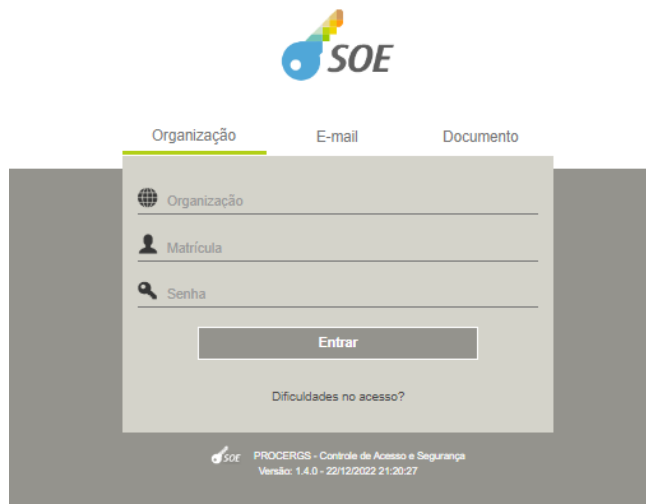 SOE
Organização E-mail Documento
Organização
Matrícula
Senha
Entrar
Dificuldades no acesso?
SOE PROCERGS - Controle de Acesso e Segurança
Versão: 1.4.0 - 22/12/2022 21:20:27